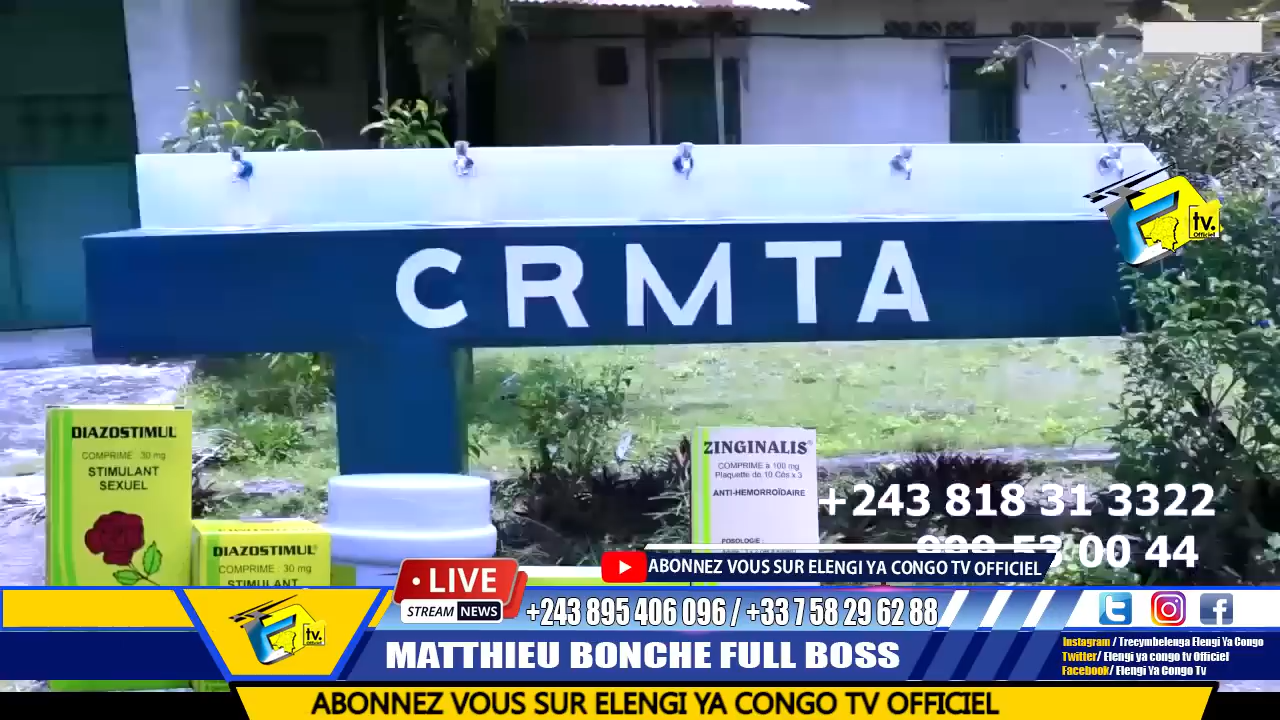 CRMTA
tv.
Officiel
DIAZOSTIMUL
COMPRIME 30 mg
STIMULANT
SEXUEL
DIAZOSTIMUL
COMPRIME : 30 mg
STIMULANT
ZINGINALIS
COMPRIME à 100 mg
Plaquette de 10 Cés x 3
ANTI-HEMORROÏDAIRE
POSOLOGIE :
+243 818 31 3322
00 44
ABONNEZ VOUS SUR ELENGI YA CONGO TV OFFICIEL
• LIVE
STREAM NEWS
+243 895 406 096 / +33 7 58 29 62 88
tv.
MATTHIEU BONCHE FULL BOSS
Instagram / Trecymbelenga Elengi Ya Congo
Twitter/ Elengi ya congo tv Officiel
Facebook/ Elengi Ya Congo Tv
ABONNEZ VOUS SUR ELENGI YA CONGO TV OFFICIEL